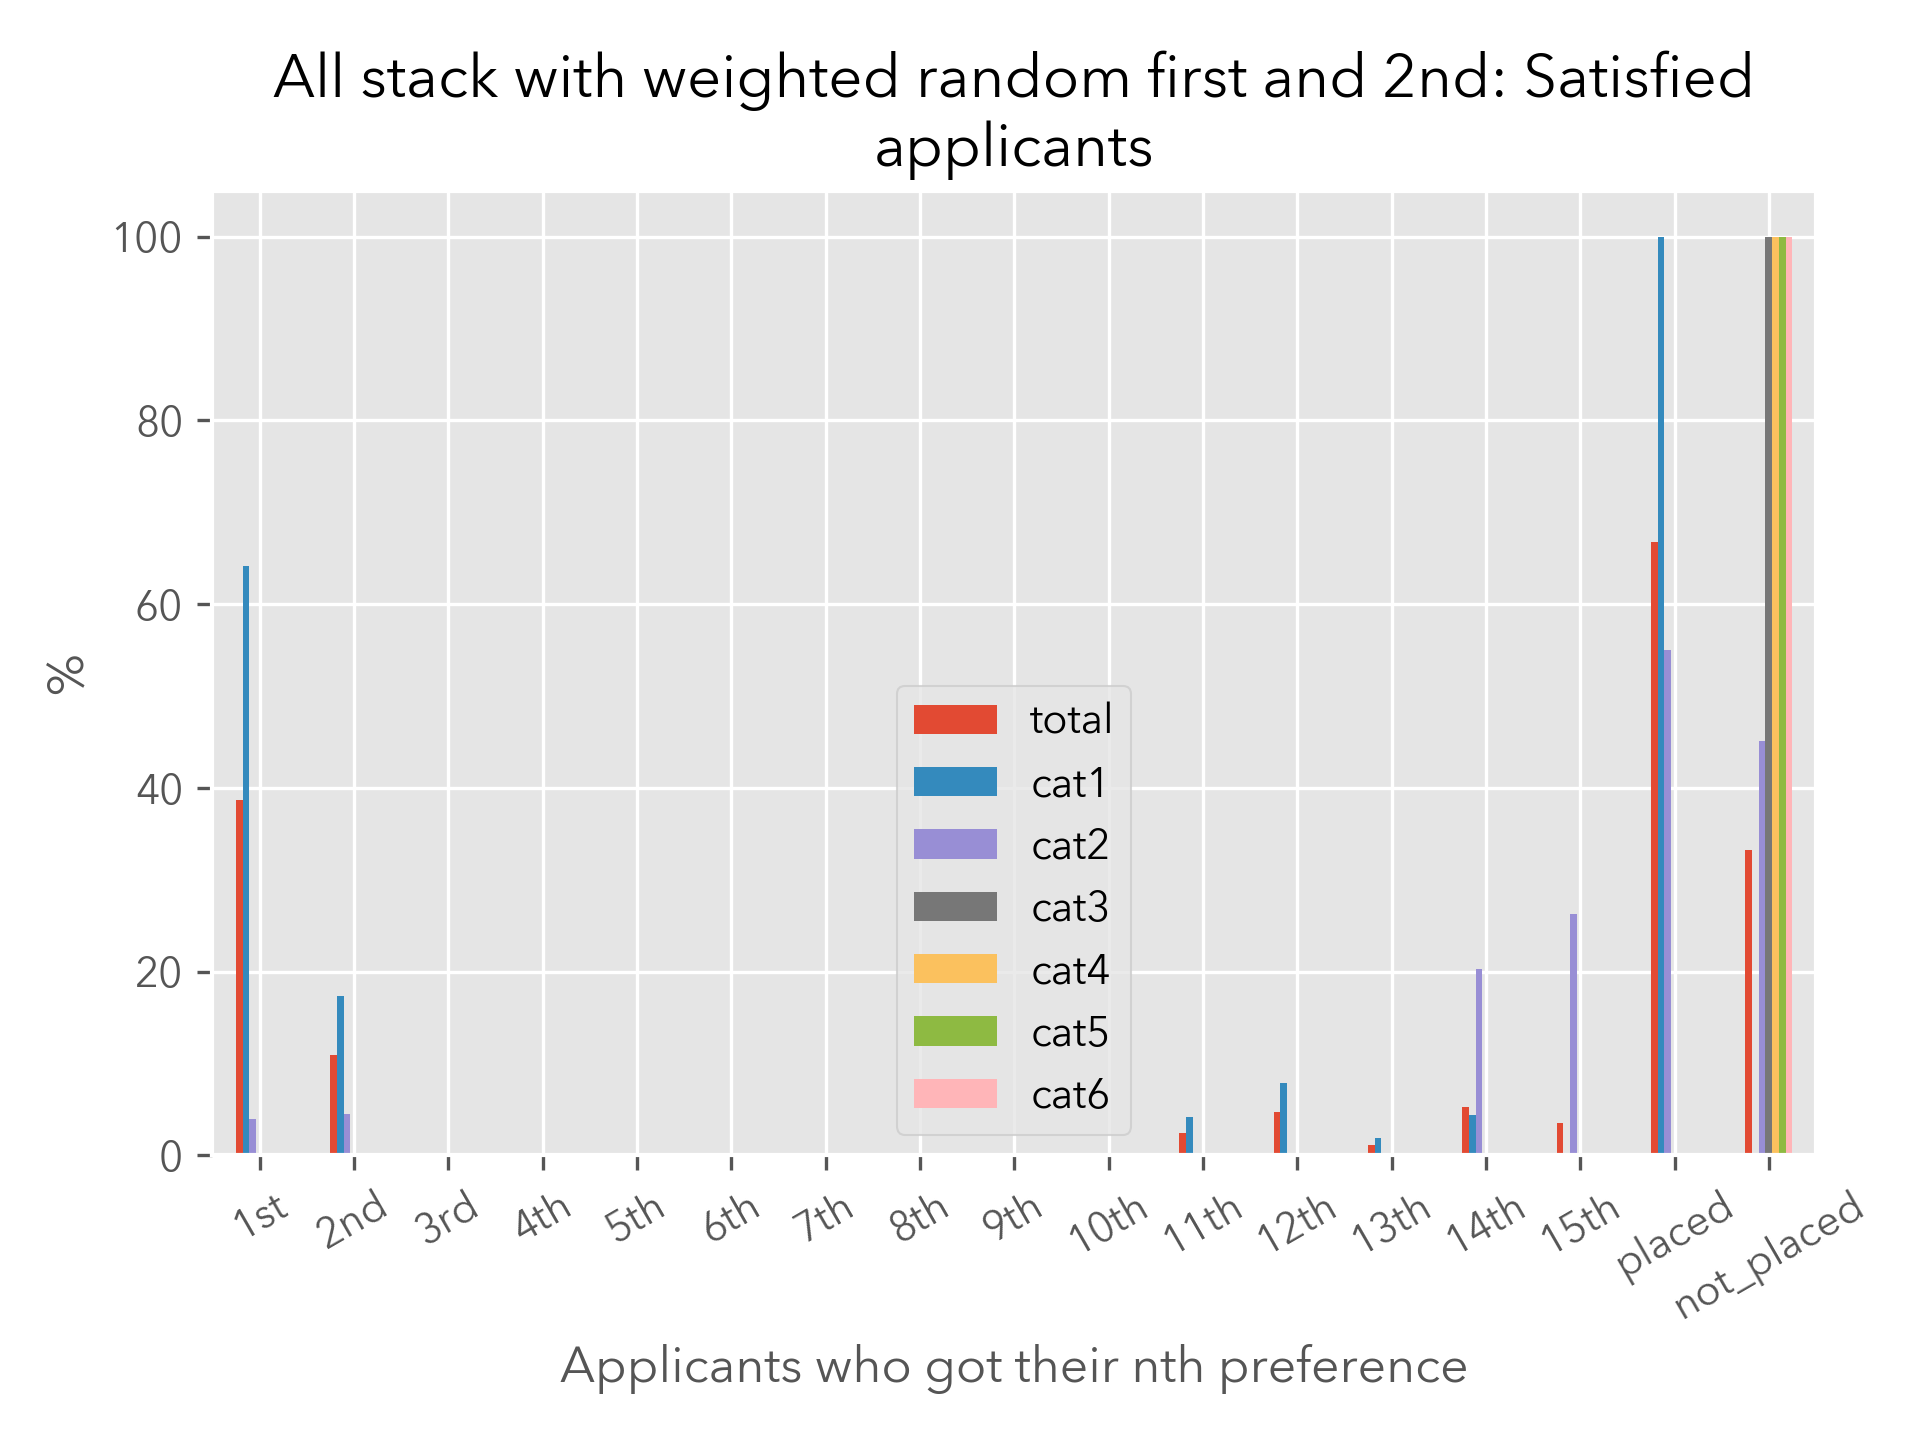 All stack with weighted random first and 2nd: Satisfied
applicants
100
80
60
40
20
0
%
total
cat1
cat2
cat3
cat4
cat5
cat6
1st
2nd
3rd
4th
5th
6th
7th
8th
9th
10th
11th
12th
13th
14th
15th
placed
not_placed
Applicants who got their nth preference